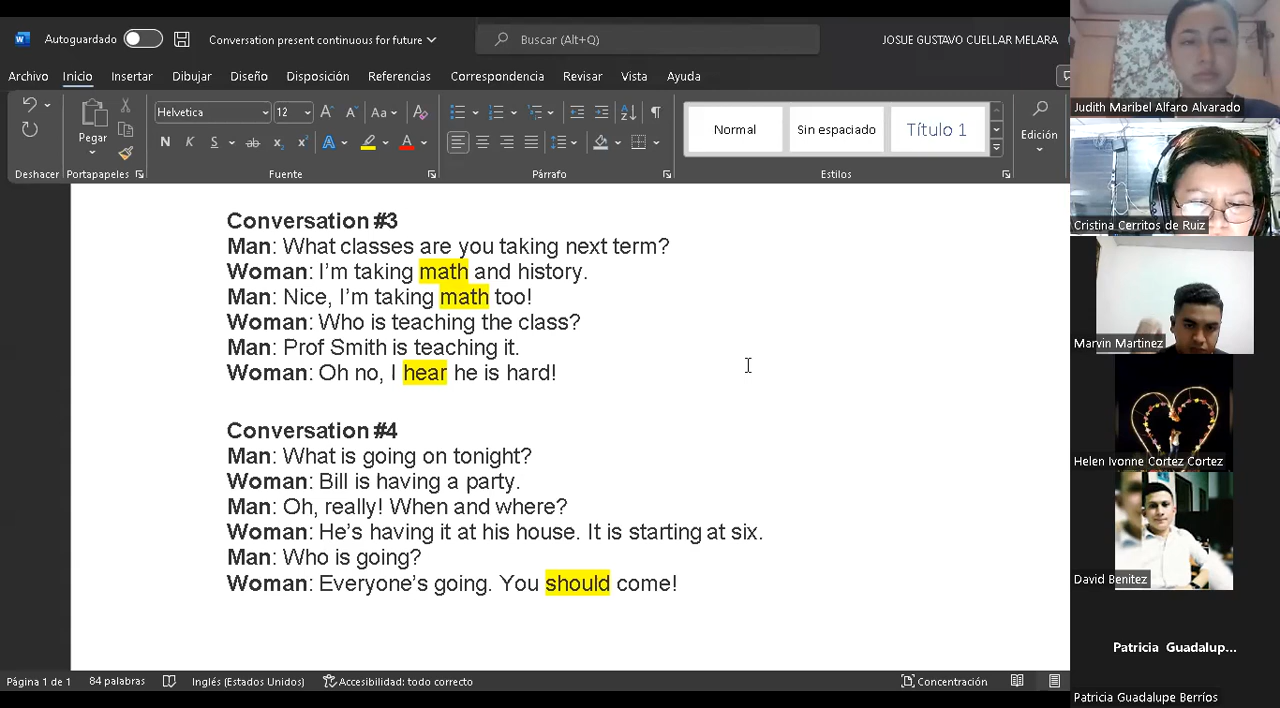 Autoguardado
Conversation present continuous for future
Buscar (Alt+Q)
JOSUE GUSTAVO CUELLAR MELARA
Archivo Inicio Insertar Dibujar Diseño Disposición Referencias Correspondencia Revisar Vista Ayuda
Helvetica 12 Aa
Pegar
N K S ab x₂ x² A A
Normal
Sin espaciado
Título 1
Edición
Deshacer Portapapeles Fuente Párrafo Estilos
Conversation #3
Man: What classes are you taking next term?
Woman: I'm taking math and history.
Man: Nice, I'm taking math too!
Woman: Who is teaching the class?
Man: Prof Smith is teaching it.
Woman: Oh no, I hear he is hard!
Conversation #4
Man: What is going on tonight?
Woman: Bill is having a party.
Man: Oh, really! When and where?
Woman: He's having it at his house. It is starting at six.
Man: Who is going?
Woman: Everyone's going. You should come!
Página 1 de 1 84 palabras Inglés (Estados Unidos) Accesibilidad: todo correcto Concentración
Judith Maribel Alfaro Alvarado
Cristina Cerritos de Ruiz
Marvin Martinez
Helen Ivonne Cortez Cortez
David Benitez
Patricia Guadalup...
Patricia Guadalupe Berríos